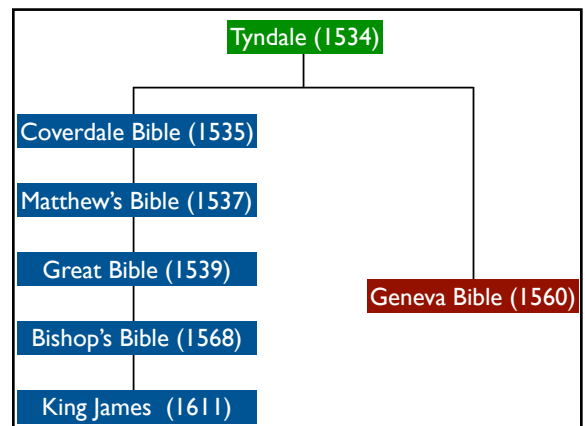 Tyndale (1534)
Coverdale Bible (1535)
Matthew's Bible (1537)
Great Bible (1539)
Geneva Bible (1560)
Bishop's Bible (1568)
King James (1611)